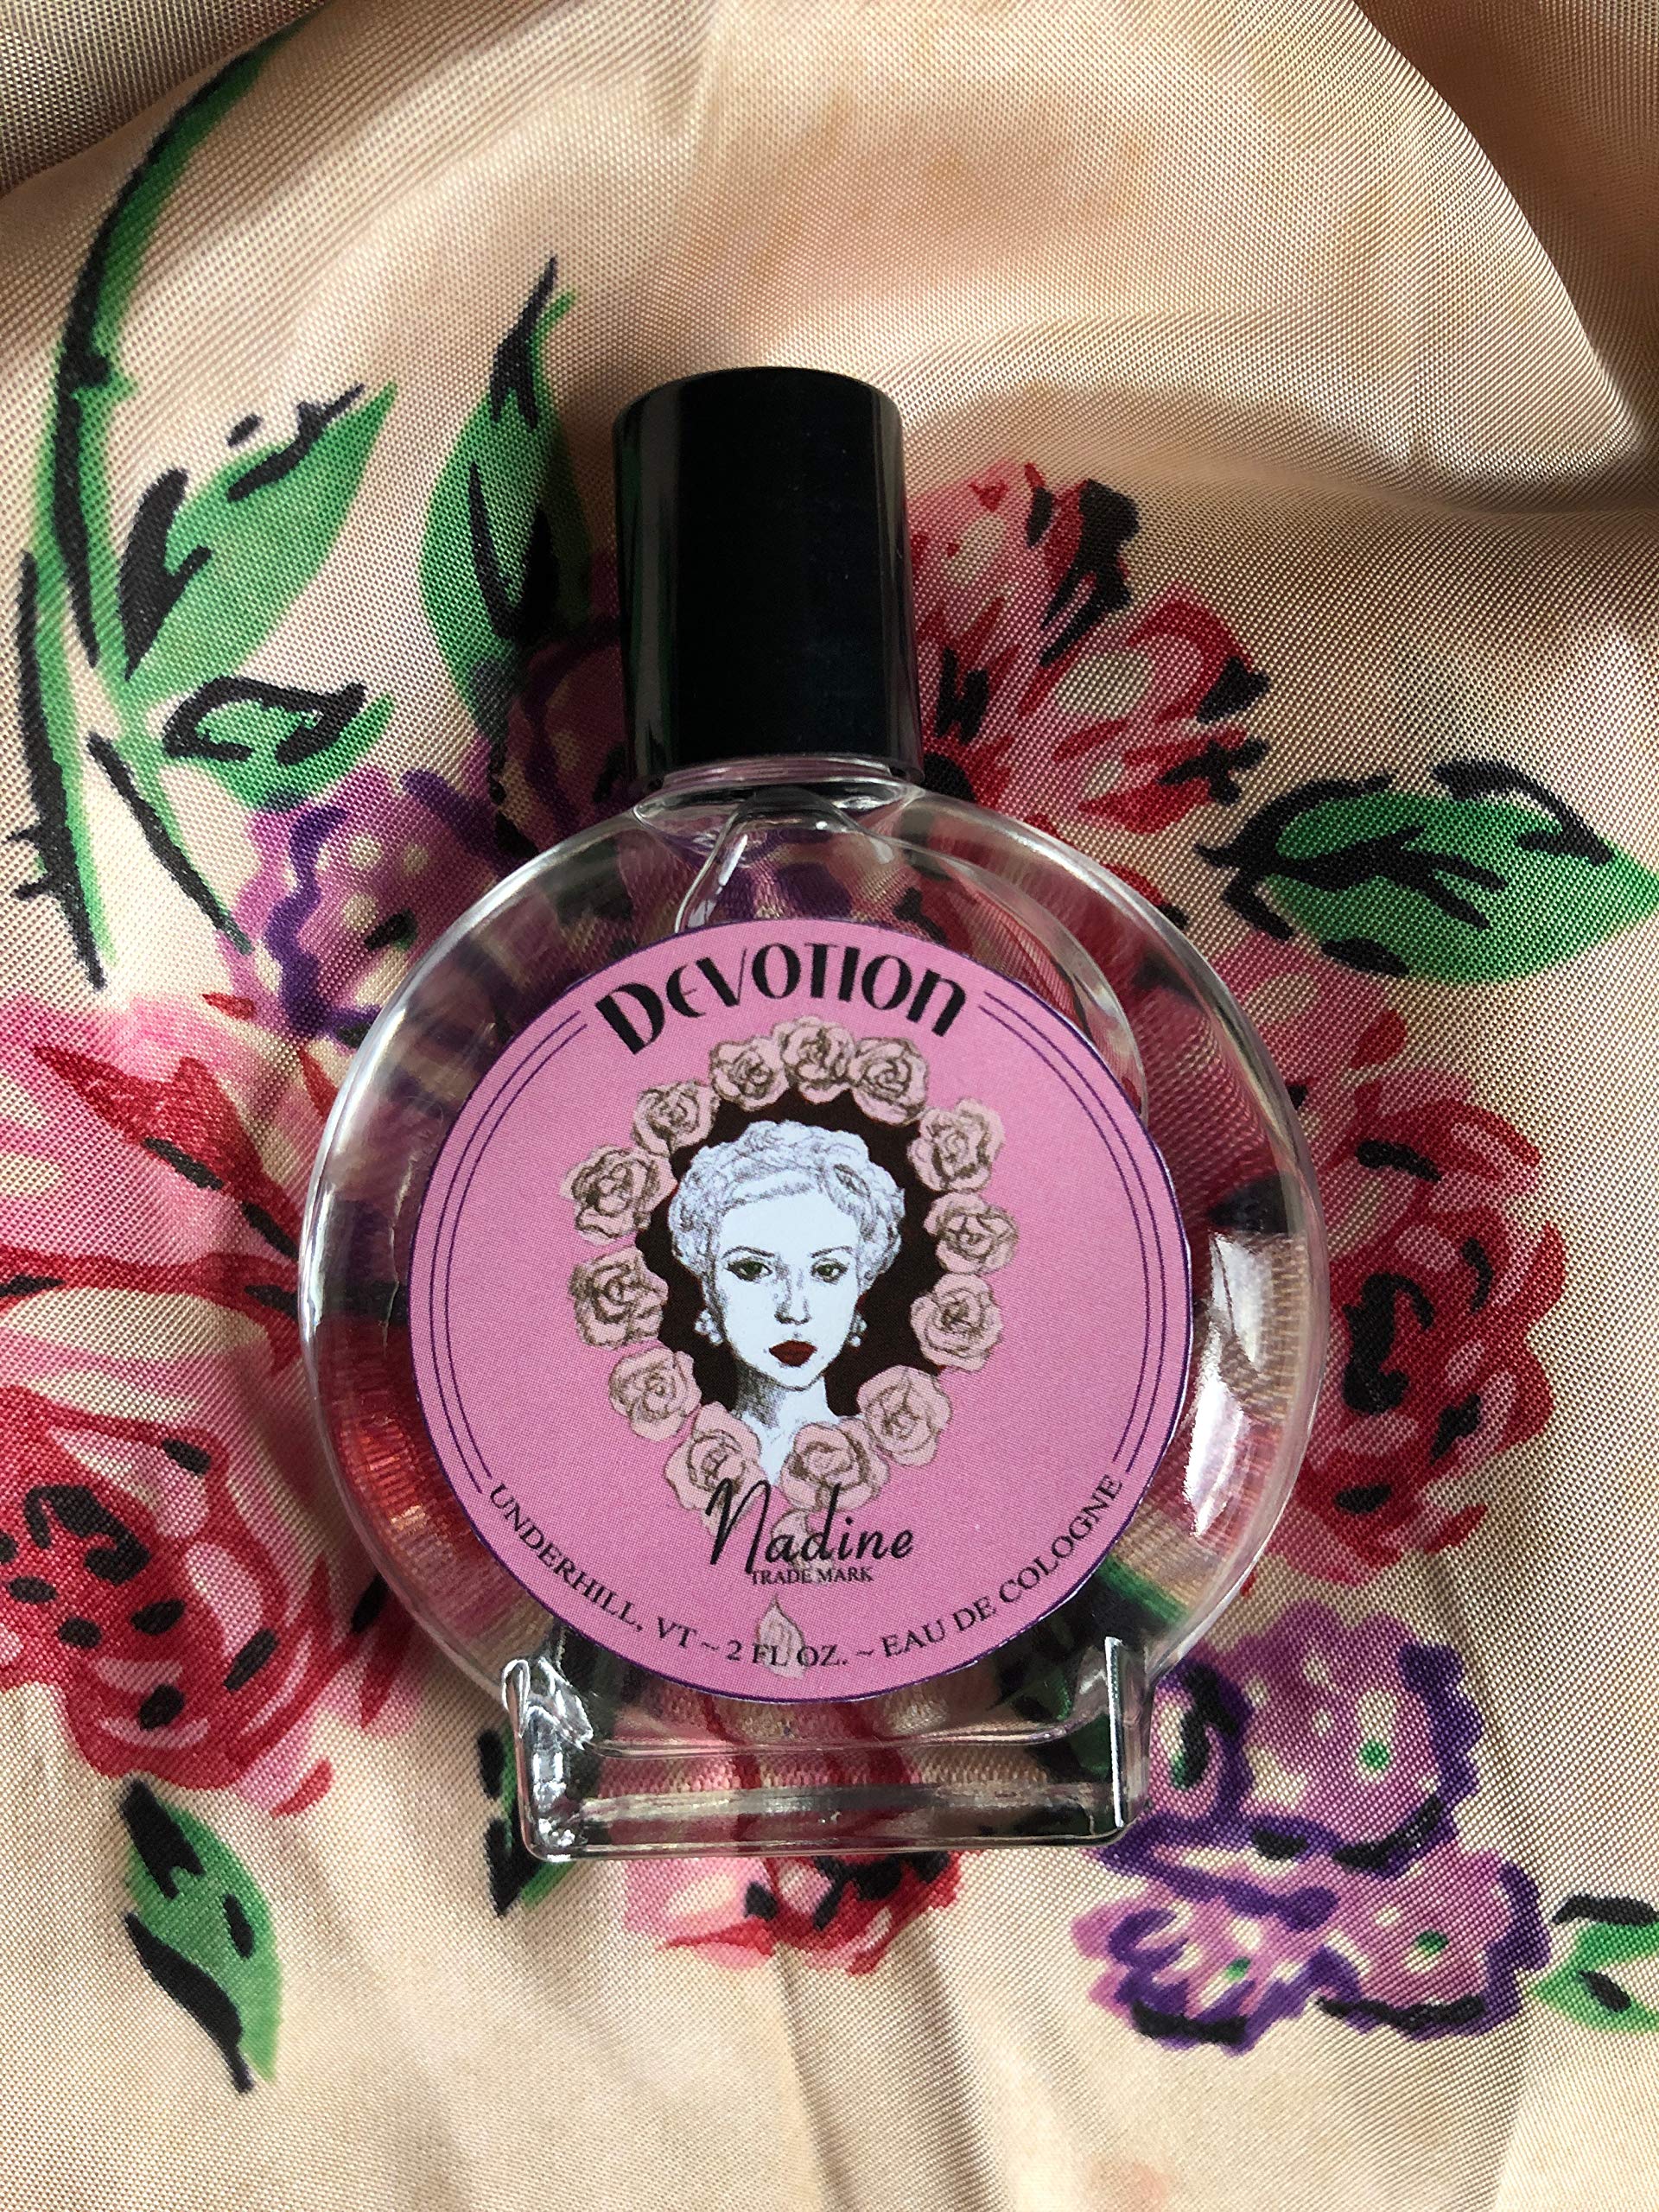 DEVOTION
Nadine
TRADE MARK
UNDERHILL, VT ~ 2 FL OZ. ~ EAU DE COLOGNE